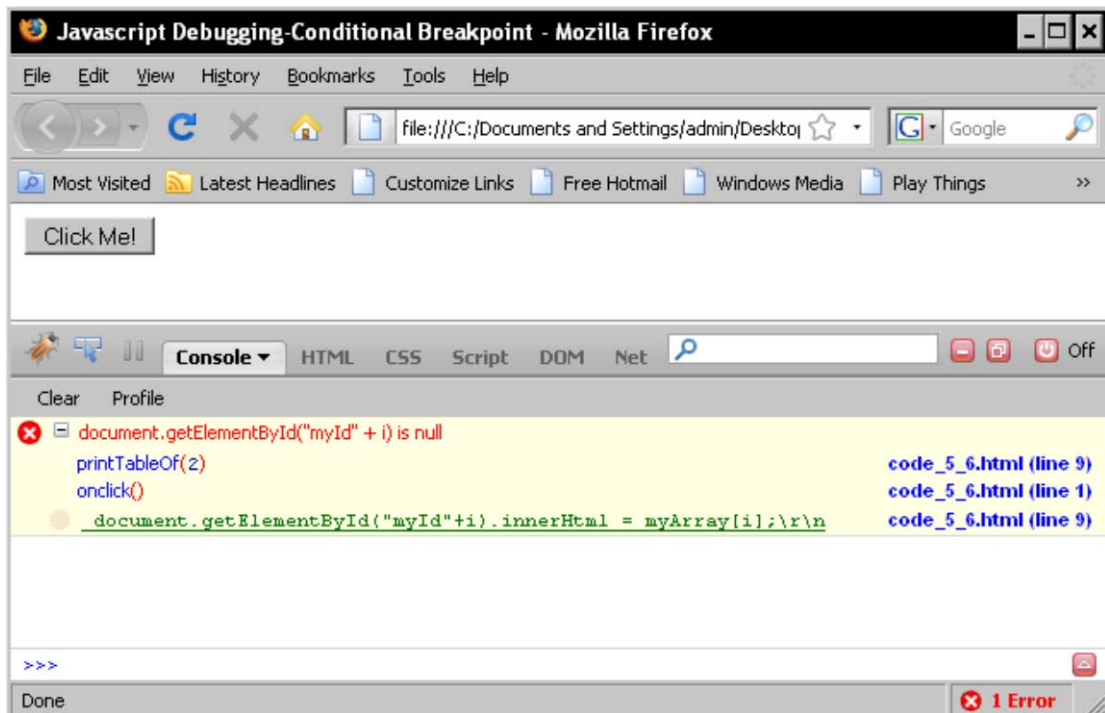 Javascript Debugging-Conditional Breakpoint - Mozilla Firefox
File Edit View History Bookmarks Tools Help
file:///C:/Documents and Settings/admin/Desktop G Google
Most Visited Latest Headlines Customize Links Free Hotmail Windows Media Play Things »
Click Me!
Console HTML CSS Script DOM Net Off
Clear Profile
document.getElementById("myId" + i) is null
printTableOf(2) code_5_6.html (line 9)
onclick() code_5_6.html (line 1)
document.getElementById("myId"+i).innerHtml = myArray[i];\r\n code_5_6.html (line 9)
>>>
Done 1 Error